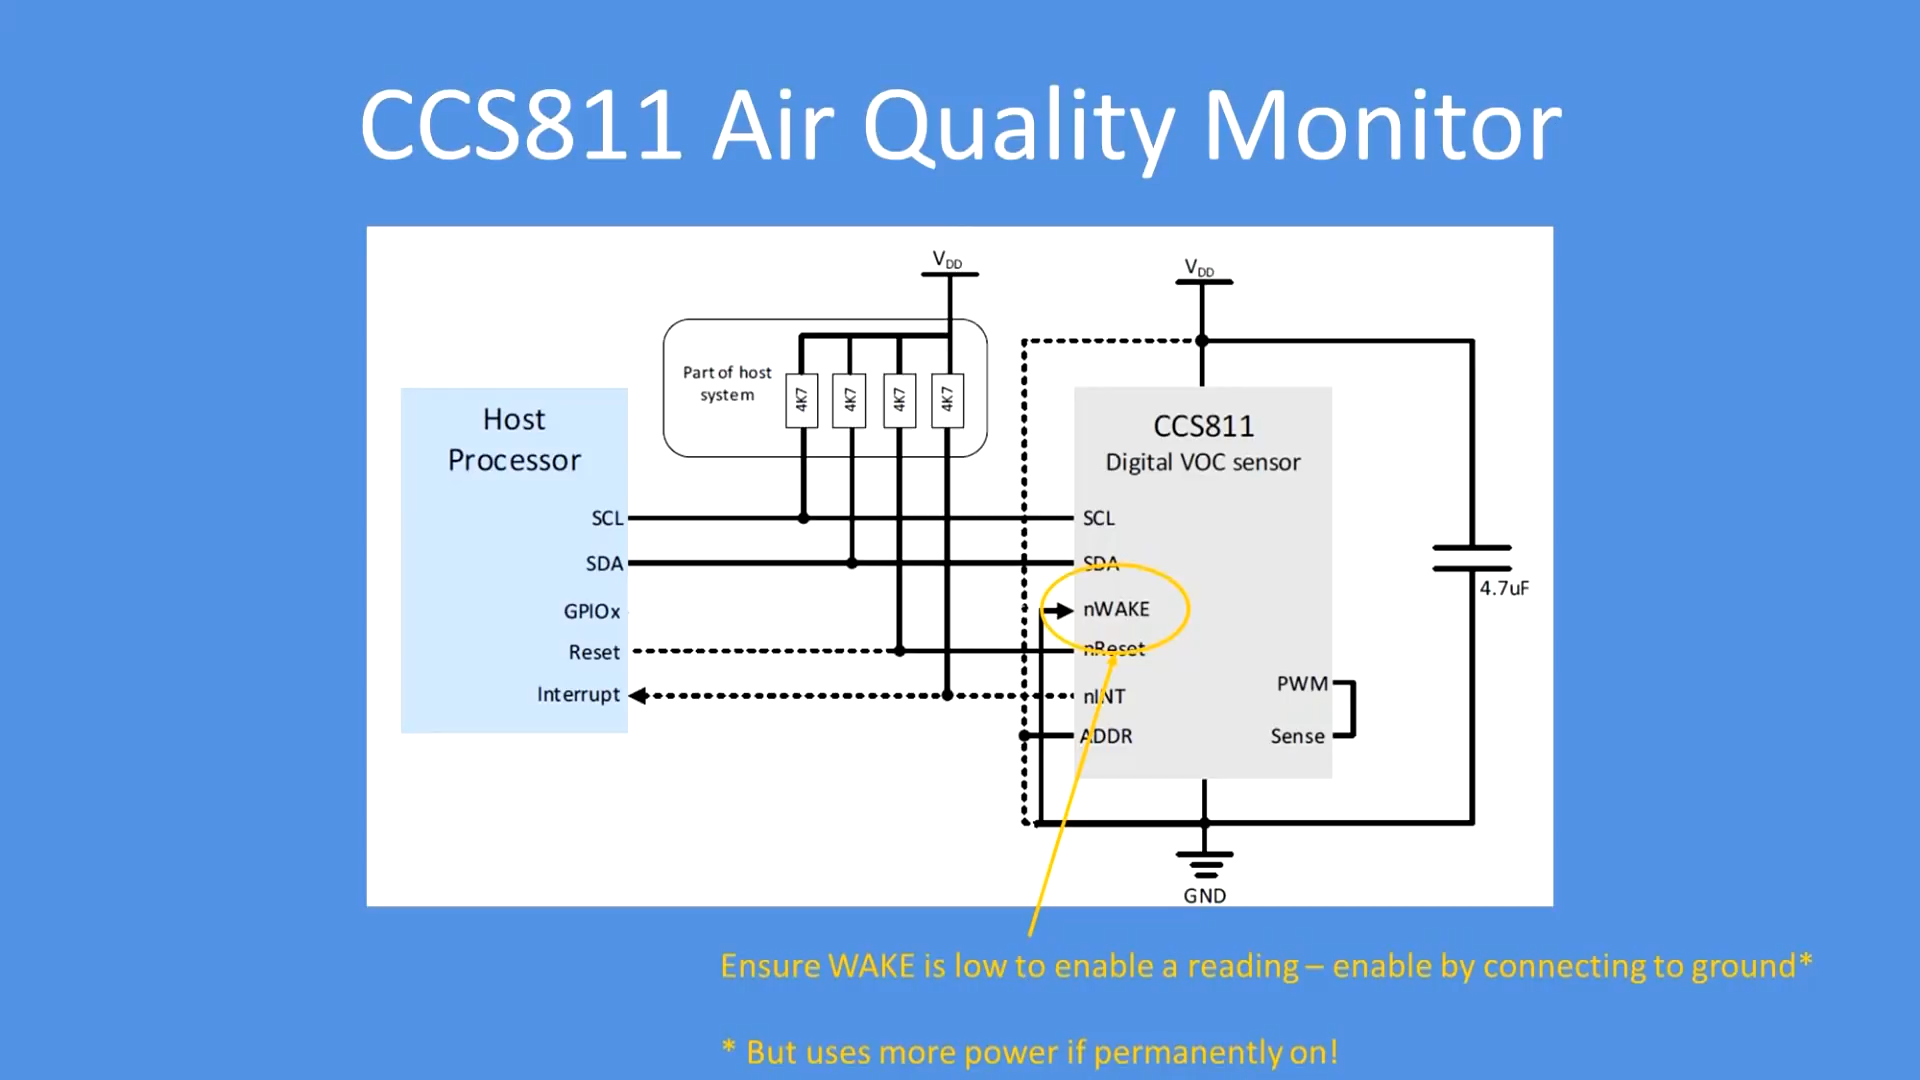 CCS811 Air Quality Monitor
VDD
VDD
Part of host
system
4K7
4K7
4K7
4K7
Host
Processor
CCS811
Digital VOC sensor
SCL
SCL
SDA
SDA
4.7uF
GPIOx
nWAKE
Reset
nReset
Interrupt
nINT
PWM
ADDR
Sense
GND
Ensure WAKE is low to enable a reading – enable by connecting to ground*
* But uses more power if permanently on!